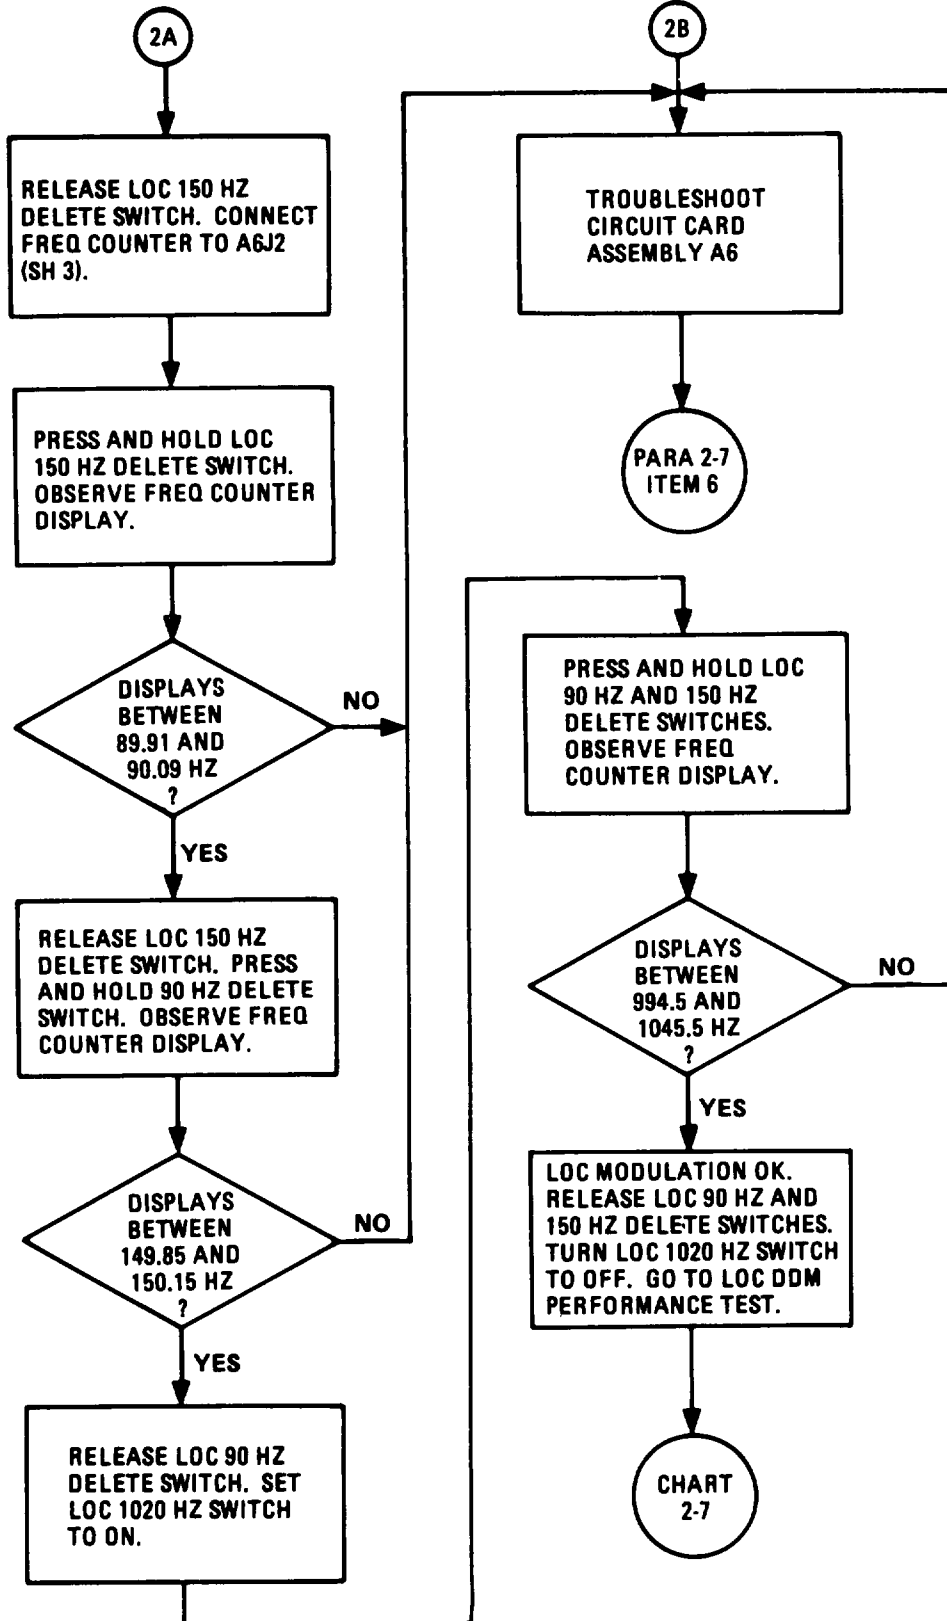 2A
RELEASE LOC 150 HZ
DELETE SWITCH. CONNECT
FREQ COUNTER TO A6J2
(SH 3).
PRESS AND HOLD LOC
150 HZ DELETE SWITCH.
OBSERVE FREQ COUNTER
DISPLAY.
DISPLAYS
BETWEEN
89.91 AND
90.09 HZ
?
NO
YES
RELEASE LOC 150 HZ
DELETE SWITCH. PRESS
AND HOLD 90 HZ DELETE
SWITCH. OBSERVE FREQ
COUNTER DISPLAY.
DISPLAYS
BETWEEN
149.85 AND
150.15 HZ
?
NO
YES
RELEASE LOC 90 HZ
DELETE SWITCH. SET
LOC 1020 HZ SWITCH
TO ON.
2B
TROUBLESHOOT
CIRCUIT CARD
ASSEMBLY A6
PARA 2-7
ITEM 6
PRESS AND HOLD LOC
90 HZ AND 150 HZ
DELETE SWITCHES.
OBSERVE FREQ
COUNTER DISPLAY.
DISPLAYS
BETWEEN
994.5 AND
1045.5 HZ
?
NO
YES
LOC MODULATION OK.
RELEASE LOC 90 HZ AND
150 HZ DELETE SWITCHES.
TURN LOC 1020 HZ SWITCH
TO OFF. GO TO LOC DDM
PERFORMANCE TEST.
CHART
2-7